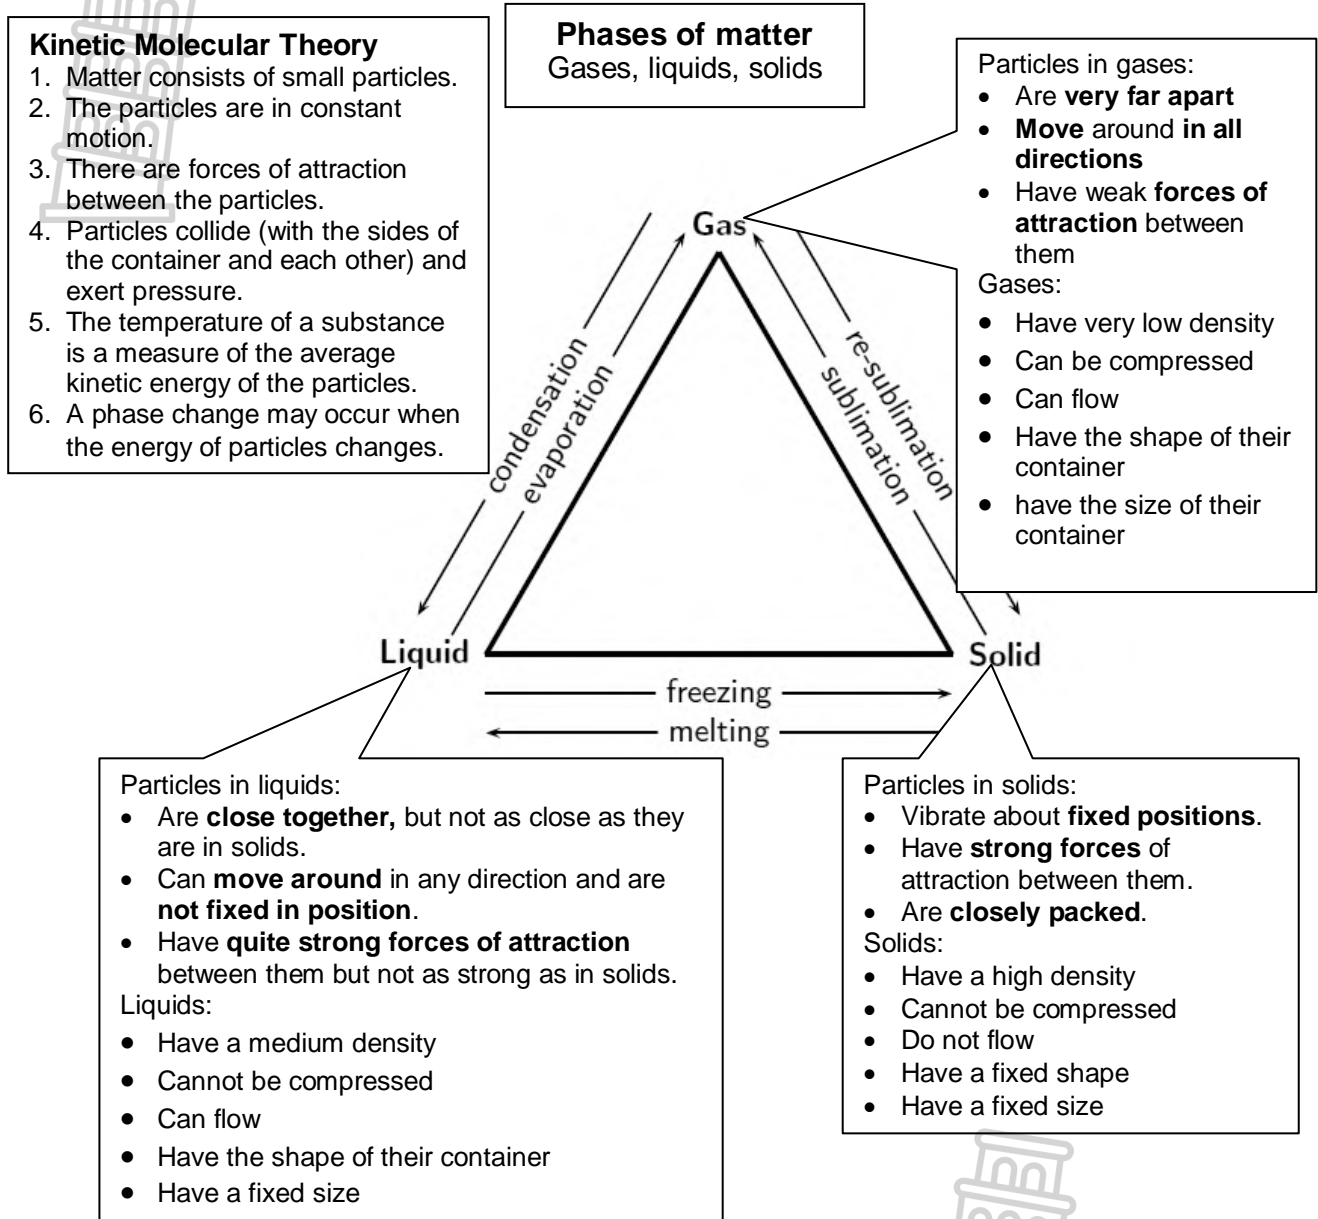 Kinetic Molecular Theory
1. Matter consists of small particles.
2. The particles are in constant
motion.
3. There are forces of attraction
between the particles.
4. Particles collide (with the sides of
the container and each other) and
exert pressure.
5. The temperature of a substance
is a measure of the average
kinetic energy of the particles.
6. A phase change may occur when
the energy of particles changes.
Phases of matter
Gases, liquids, solids
Particles in gases:
• Are very far apart
• Move around in all
directions
• Have weak forces of
attraction between
them
Gases:
• Have very low density
• Can be compressed
• Can flow
• Have the shape of their
container
• have the size of their
container
Gas
condensation
evaporation
sublimation
re-sublimation
Liquid
Solid
freezing
melting
Particles in liquids:
• Are close together, but not as close as they
are in solids.
• Can move around in any direction and are
not fixed in position.
• Have quite strong forces of attraction
between them but not as strong as in solids.
Liquids:
• Have a medium density
• Cannot be compressed
• Can flow
• Have the shape of their container
• Have a fixed size
Particles in solids:
• Vibrate about fixed positions.
• Have strong forces of
attraction between them.
• Are closely packed.
Solids:
• Have a high density
• Cannot be compressed
• Do not flow
• Have a fixed shape
• Have a fixed size